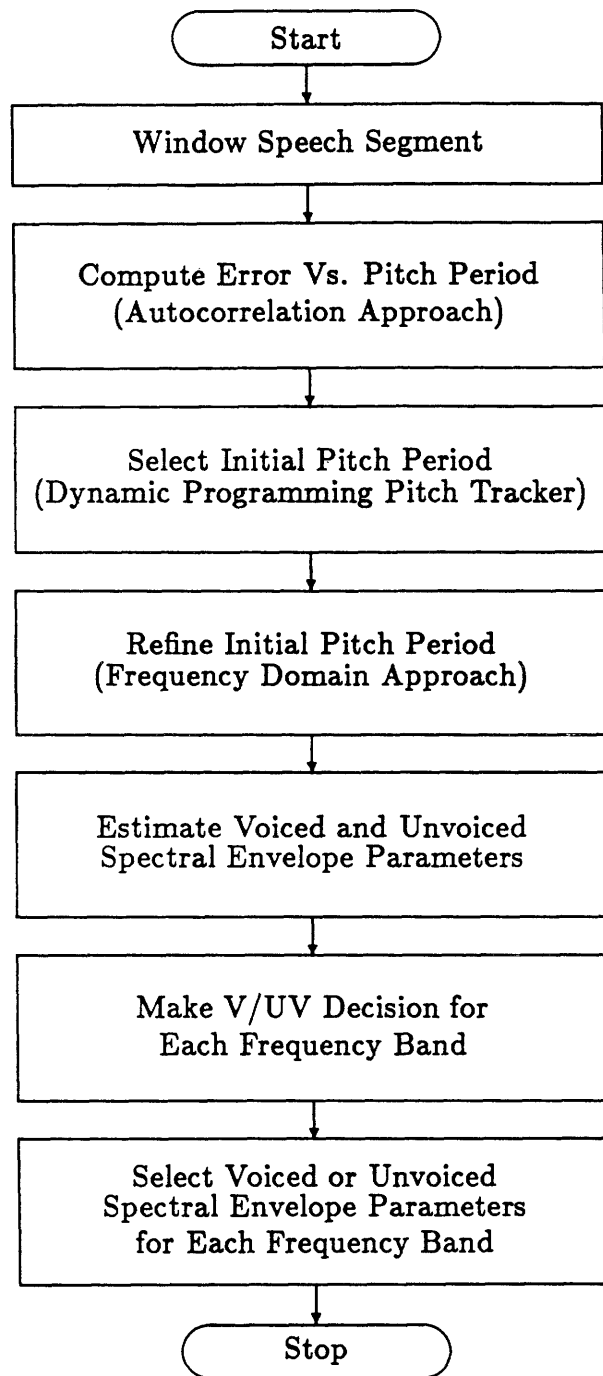 Start
Window Speech Segment
Compute Error Vs. Pitch Period
(Autocorrelation Approach)
Select Initial Pitch Period
(Dynamic Programming Pitch Tracker)
Refine Initial Pitch Period
(Frequency Domain Approach)
Estimate Voiced and Unvoiced
Spectral Envelope Parameters
Make V/UV Decision for
Each Frequency Band
Select Voiced or Unvoiced
Spectral Envelope Parameters
for Each Frequency Band
Stop